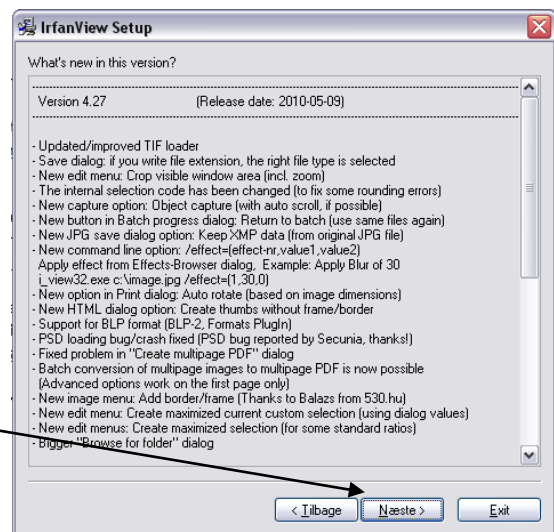 IrfanView Setup
What's new in this version?
Version 4.27 (Release date: 2010-05-09)
- Updated/improved TIF loader
- Save dialog: if you write file extension, the right file type is selected
- New edit menu: Crop visible window area (incl. zoom)
- The internal selection code has been changed (to fix some rounding errors)
- New capture option: Object capture (with auto scroll, if possible)
- New button in Batch progress dialog: Return to batch (use same files again)
- New JPG save dialog option: Keep XMP data (from original JPG file)
- New command line option: /effect=(effect-nr,value1,value2)
Apply effect from Effects-Browser dialog, Example: Apply Blur of 30
i_view32.exe c:\image.jpg /effect=(1,30,0)
- New option in Print dialog: Auto rotate (based on image dimensions)
- New HTML dialog option: Create thumbs without frame/border
- Support for BLP format (BLP-2, Formats PlugIn)
- PSD loading bug/crash fixed (PSD bug reported by Secunia, thanks!)
- Fixed problem in "Create multipage PDF" dialog
- Batch conversion of multipage images to multipage PDF is now possible
(Advanced options work on the first page only)
- New image menu: Add border/frame (Thanks to Balazs from 530.hu)
- New edit menu: Create maximized current custom selection (using dialog values)
- New edit menus: Create maximized selection (for some standard ratios)
- Bigger "Browse for folder" dialog
< Tilbage Næste > Exit